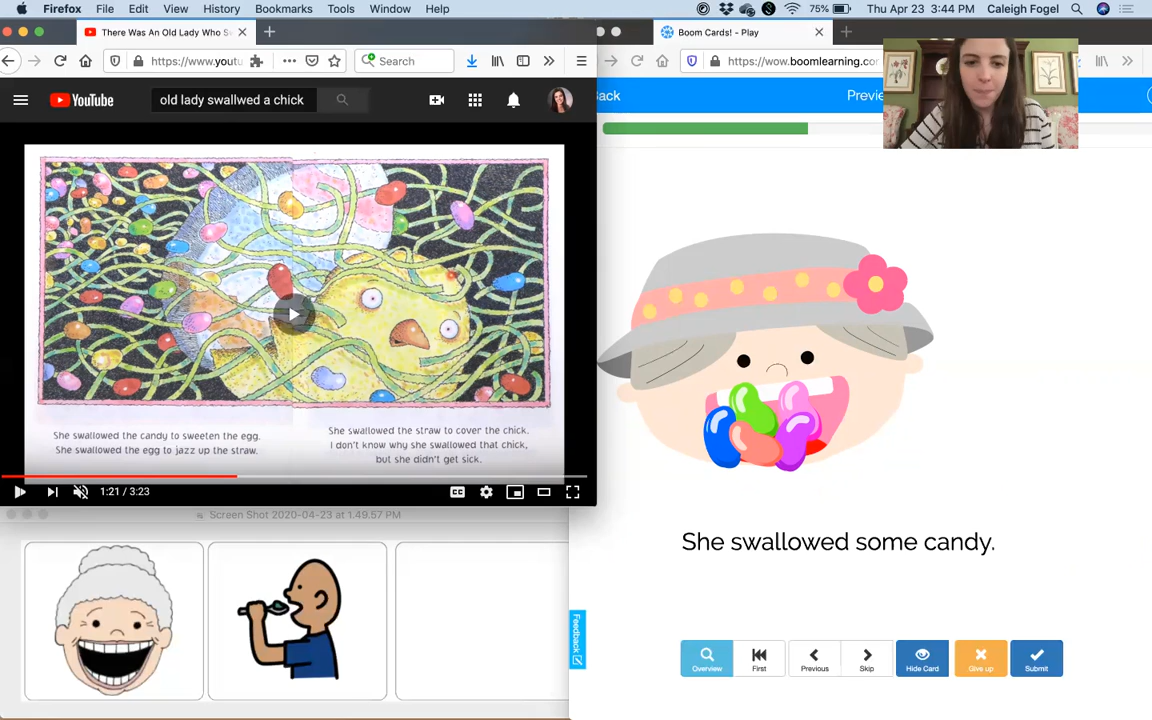 Firefox File Edit View History Bookmarks Tools Window Help 75% Thu Apr 23 3:44 PM Caleigh Fogel
There Was An Old Lady Who S
Boom Cards! - Play
https://www.youtu
Search
https://wow.boomlearning.co
YouTube
old lady swallwed a chick
Back
Previe
She swallowed the candy to sweeten the egg.
She swallowed the egg to jazz up the straw.
She swallowed the straw to cover the chick.
I don't know why she swallowed that chick,
but she didn't get sick.
1:21 / 3:23
CC
Screen Shot 2020-04-23 at 1.49.57 PM
She swallowed some candy.
Feedback
Overview
First
Previous
Skip
Hide Card
Give up
Submit